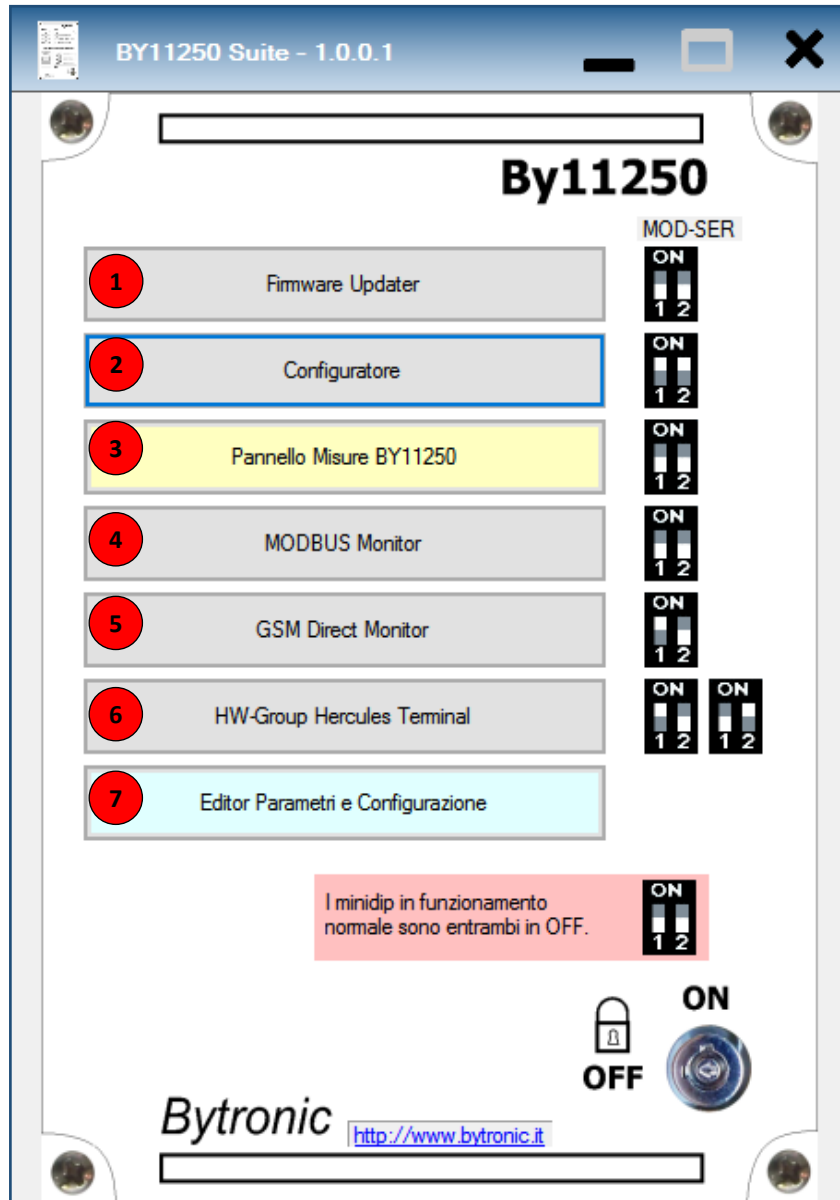 BY11250 Suite - 1.0.0.1
By11250
MOD-SER
1 Firmware Updater ON
1 2
2 Configuratore ON
1 2
3 Pannello Misure BY11250 ON
1 2
4 MODBUS Monitor ON
1 2
5 GSM Direct Monitor ON
1 2
6 HW-Group Hercules Terminal ON ON
1 2 1 2
7 Editor Parametri e Configurazione
I minidip in funzionamento
normale sono entrambi in OFF.
ON
1 2
ON
OFF
Bytronic http://www.bytronic.it